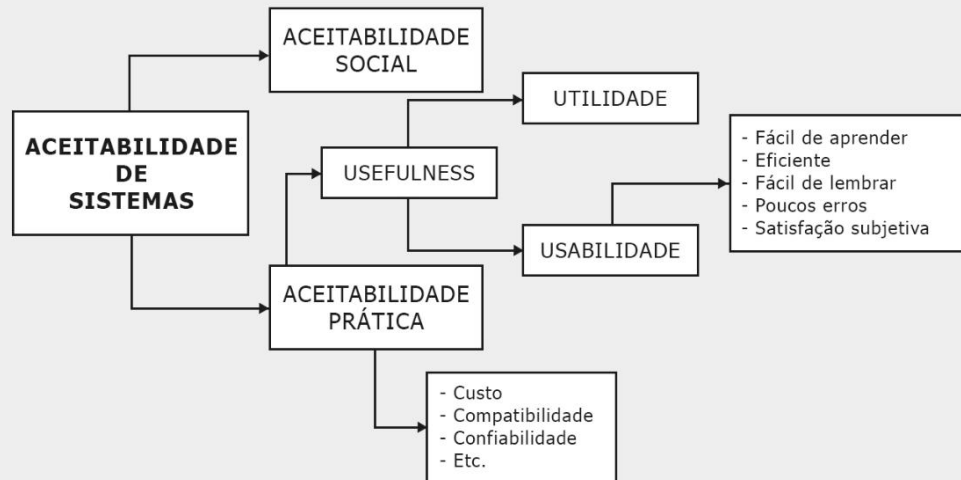 ACEITABILIDADE
SOCIAL
UTILIDADE
ACEITABILIDADE
DE
SISTEMAS
USEFULNESS
- Fácil de aprender
- Eficiente
- Fácil de lembrar
- Poucos erros
- Satisfação subjetiva
USABILIDADE
ACEITABILIDADE
PRÁTICA
- Custo
- Compatibilidade
- Confiabilidade
- Etc.